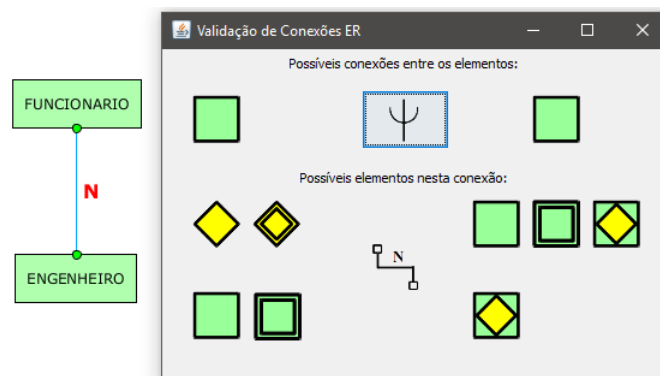 Validação de Conexões ER
Possíveis conexões entre os elementos:
FUNCIONARIO
Possíveis elementos nesta conexão:
N
N
ENGENHEIRO